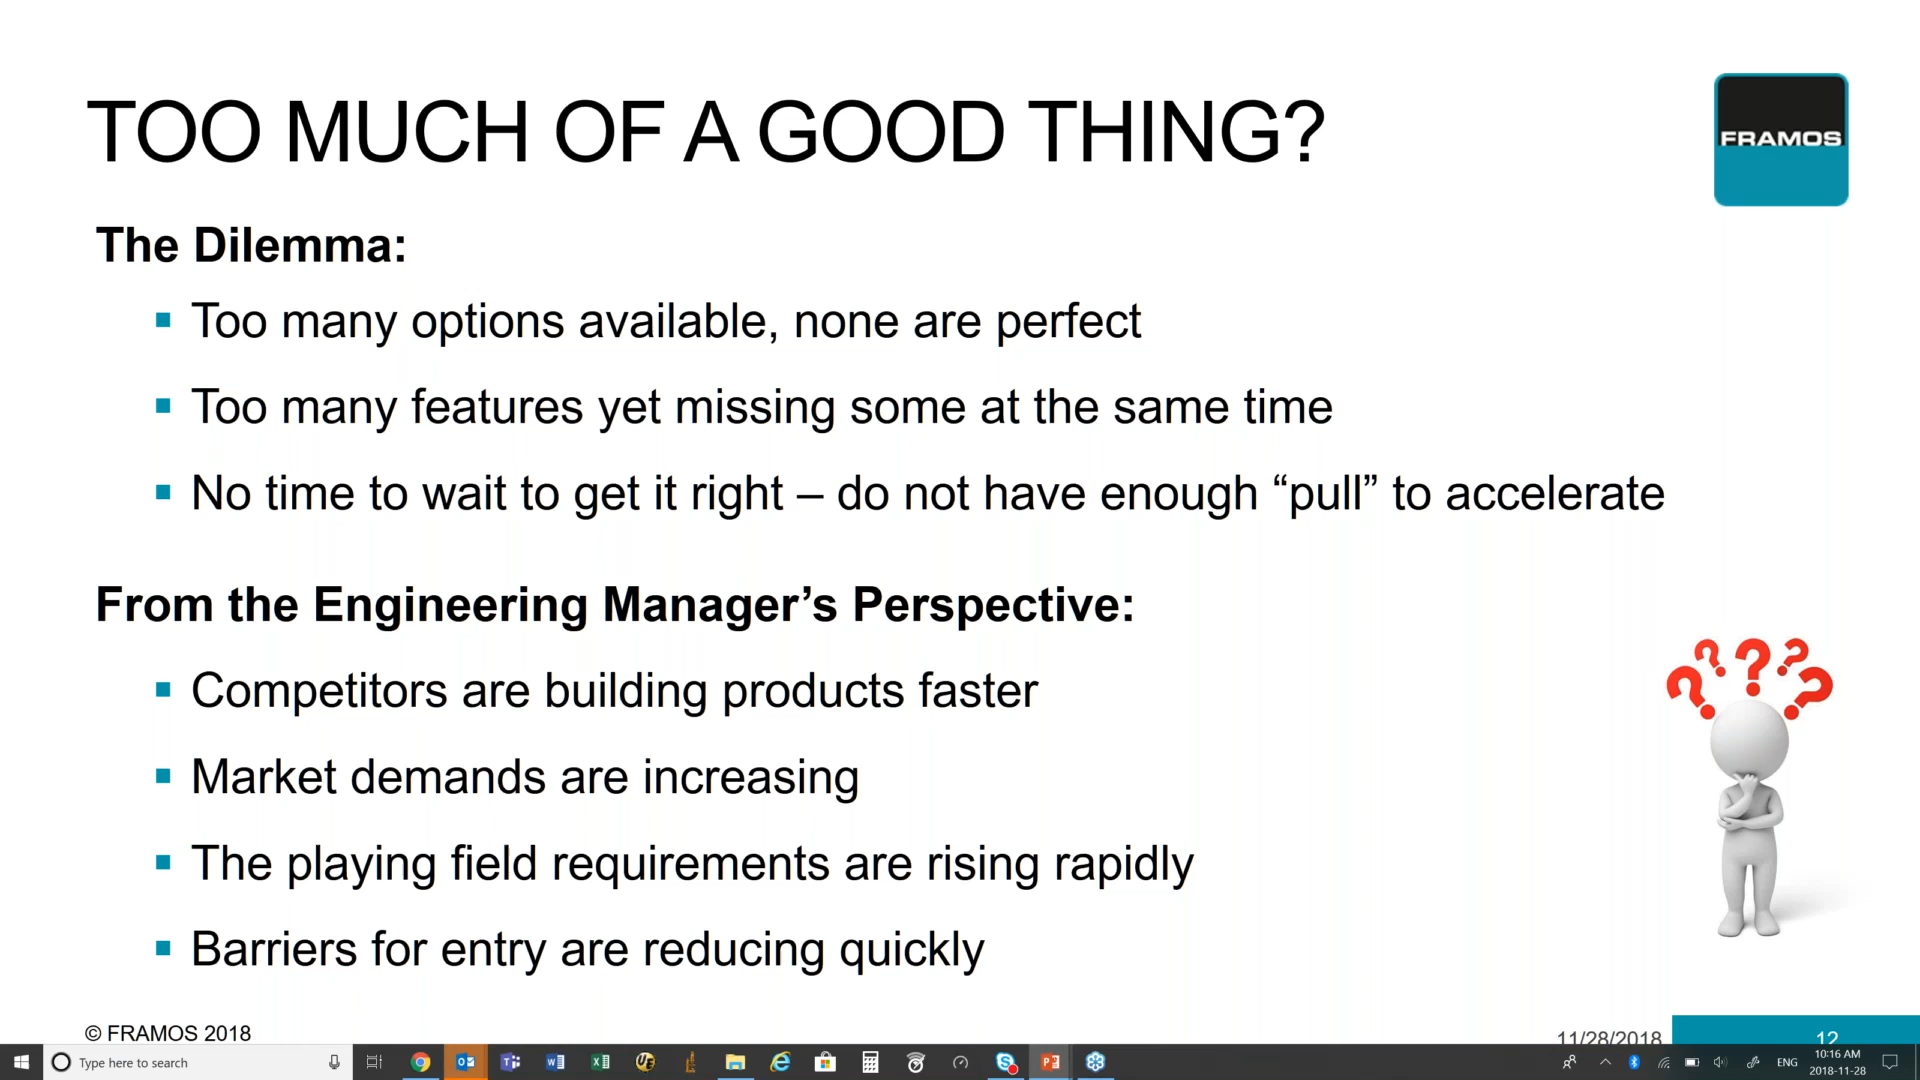 TOO MUCH OF A GOOD THING?
FRAMOS
The Dilemma:
Too many options available, none are perfect
Too many features yet missing some at the same time
No time to wait to get it right – do not have enough “pull” to accelerate
From the Engineering Manager’s Perspective:
Competitors are building products faster
Market demands are increasing
The playing field requirements are rising rapidly
Barriers for entry are reducing quickly
? ? ? ? ?
© FRAMOS 2018
11/28/2018
12
Type here to search
ENG
10:16 AM
2018-11-28